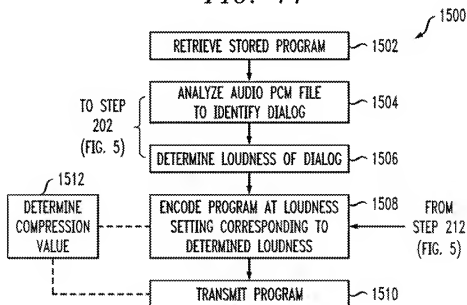 1500
RETRIEVE STORED PROGRAM
1502
ANALYZE AUDIO PCM FILE
TO IDENTIFY DIALOG
1504
TO STEP
202
(FIG. 5)
DETERMINE LOUDNESS OF DIALOG
1506
1512
DETERMINE
COMPRESSION
VALUE
ENCODE PROGRAM AT LOUDNESS
SETTING CORRESPONDING TO
DETERMINED LOUDNESS
1508
FROM
STEP 212
(FIG. 5)
TRANSMIT PROGRAM
1510